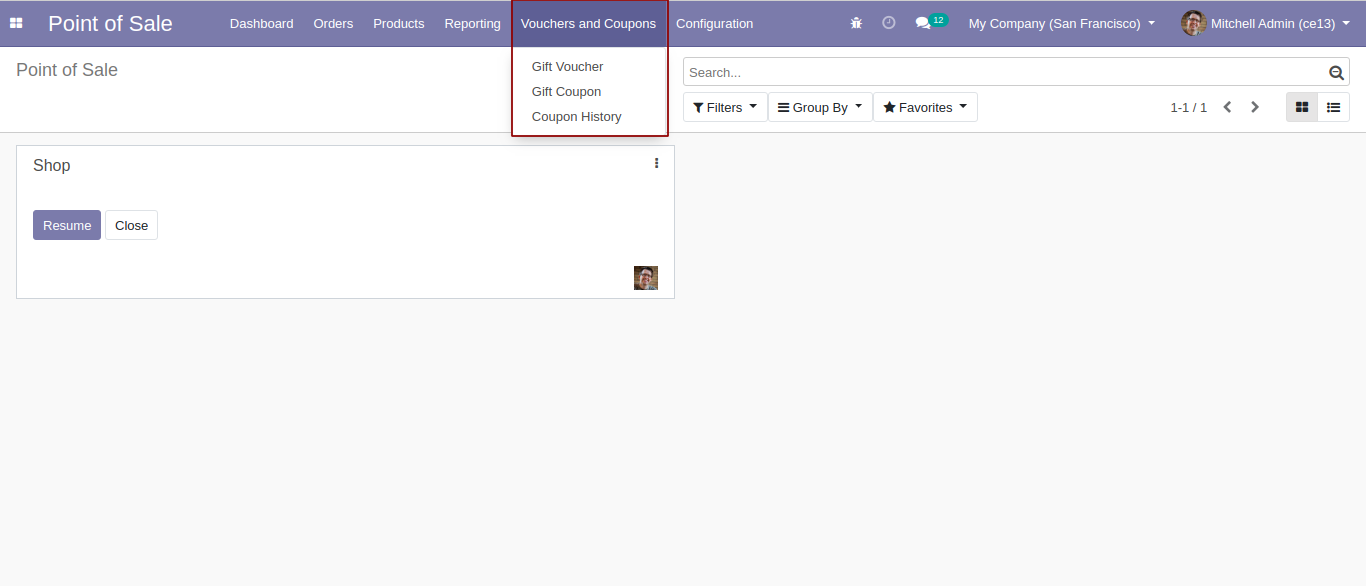 Point of Sale Dashboard Orders Products Reporting Vouchers and Coupons Configuration 12 My Company (San Francisco) Mitchell Admin (ce13)
Gift Voucher
Gift Coupon
Coupon History
Point of Sale
Search...
Filters Group By Favorites 1-1 / 1
Shop
Resume Close